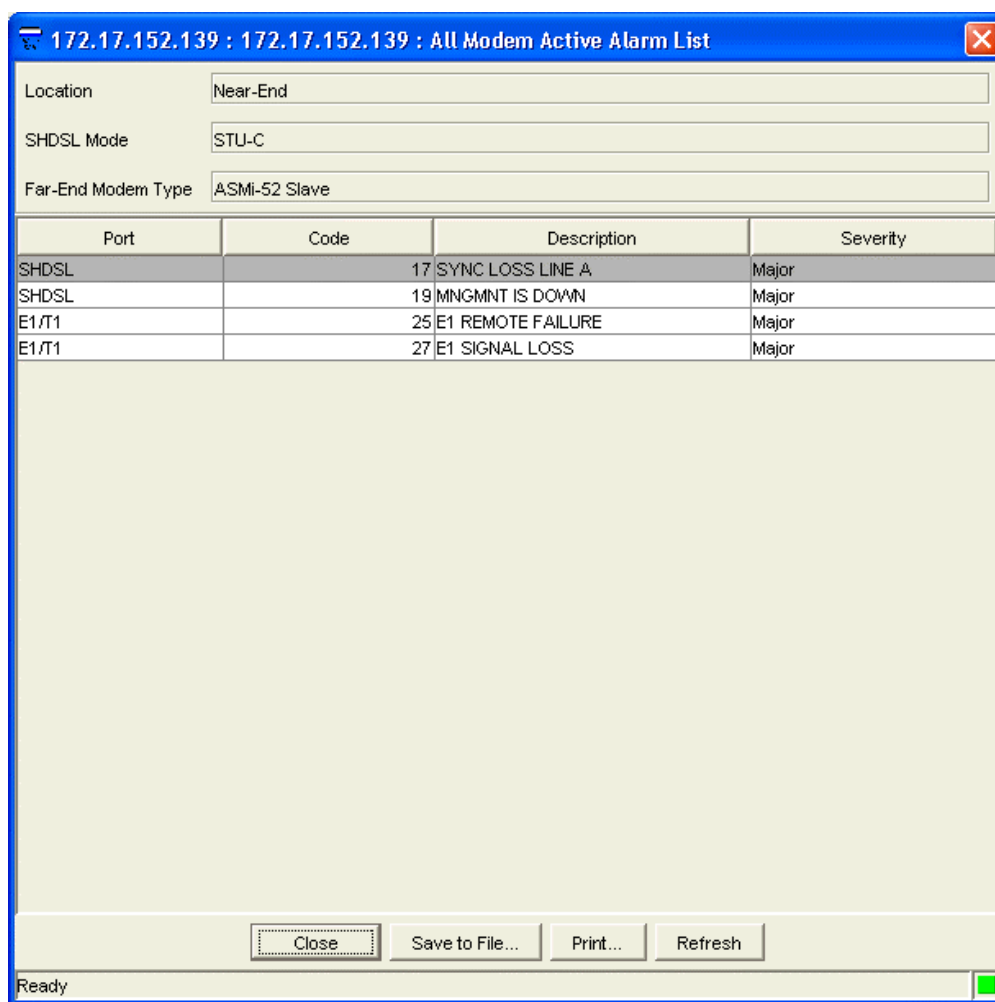 172.17.152.139 : 172.17.152.139 : All Modem Active Alarm List
Location Near-End
SHDSL Mode STU-C
Far-End Modem Type ASMi-52 Slave
Port Code Description Severity
SHDSL 17 SYNC LOSS LINE A Major
SHDSL 19 MNGMNT IS DOWN Major
E1/T1 25 E1 REMOTE FAILURE Major
E1/T1 27 E1 SIGNAL LOSS Major
Close Save to File... Print... Refresh
Ready